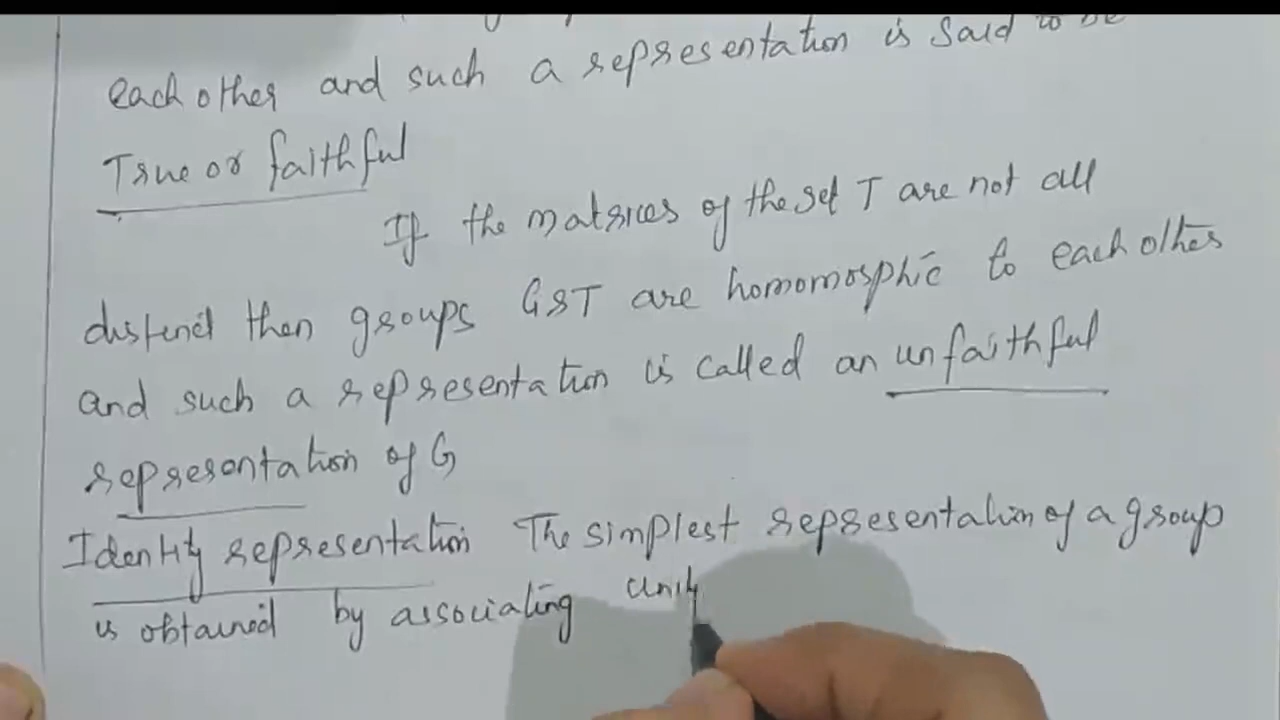 each other and such a representation is said to be
True or faithful
If the matrices of the set T are not all
distinct then groups G & T are homomorphic to each other
and such a representation is called an unfaithful
representation of G
Identity representation The simplest representation of a group
is obtained by associating unity